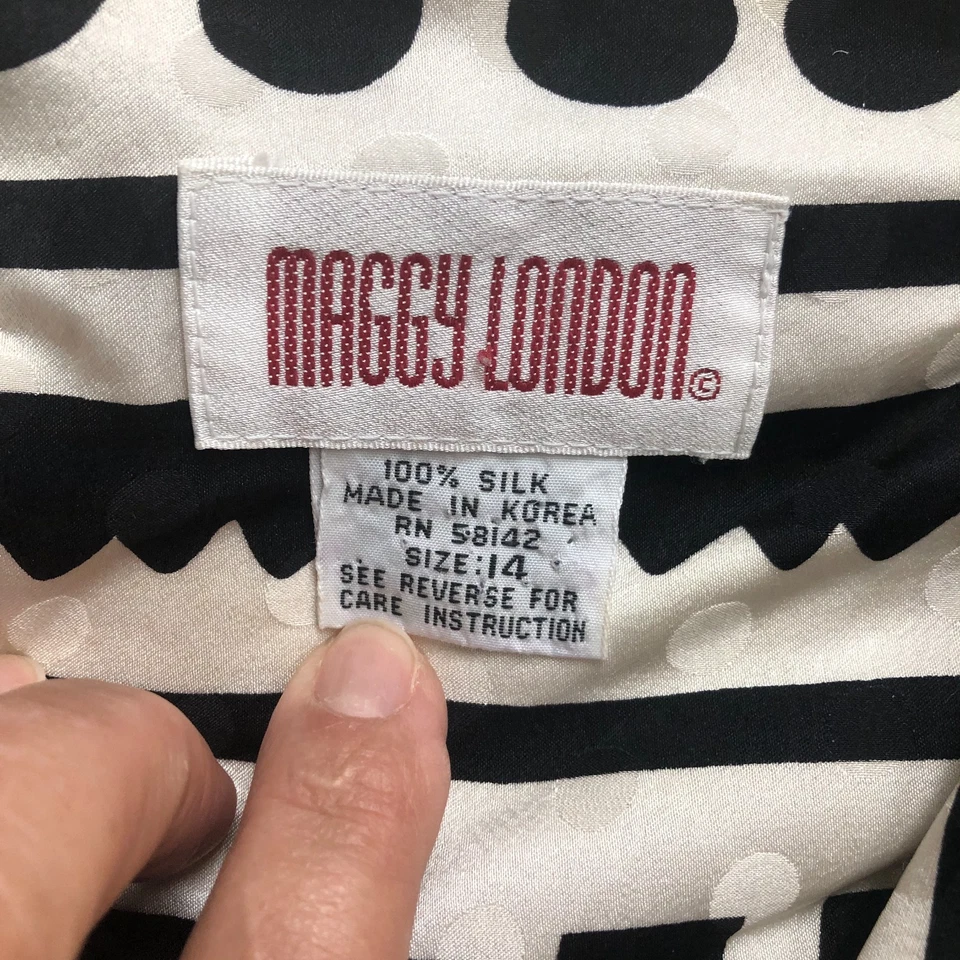 MAGGY LONDON©
100% SILK
MADE IN KOREA
RN 58142
SIZE:14
SEE REVERSE FOR
CARE INSTRUCTION